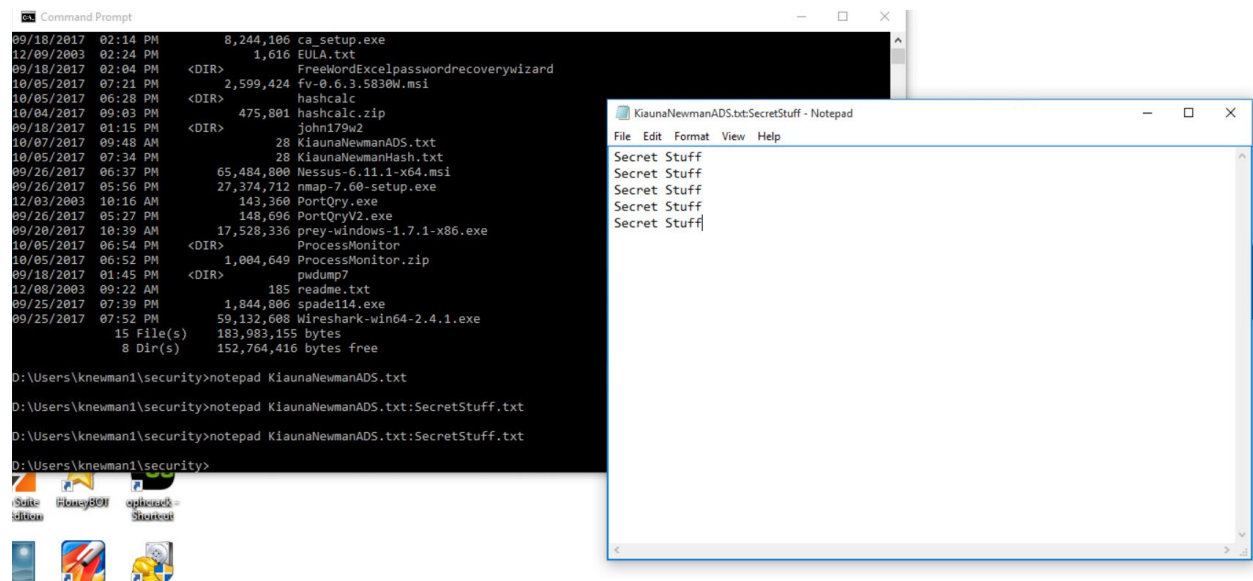 Command Prompt
09/18/2017  02:14 PM         8,244,106 ca_setup.exe
12/09/2003  02:24 PM             1,616 EULA.txt
09/18/2017  02:04 PM    <DIR>          FreeWordExcelpasswordrecoverywizard
10/05/2017  07:21 PM         2,599,424 fv-0.6.3.5830W.msi
10/05/2017  06:28 PM    <DIR>          hashcalc
10/04/2017  09:03 PM           475,801 hashcalc.zip
09/18/2017  01:15 PM    <DIR>          john179w2
10/07/2017  09:48 AM                28 KiaunaNewmanADS.txt
10/05/2017  07:34 PM                28 KiaunaNewmanHash.txt
09/26/2017  06:37 PM        65,484,800 Nessus-6.11.1-x64.msi
09/26/2017  05:56 PM        27,374,712 nmap-7.60-setup.exe
12/03/2003  10:16 AM           143,360 PortQry.exe
09/26/2017  05:27 PM           148,696 PortQryV2.exe
09/20/2017  10:39 AM        17,528,336 prey-windows-1.7.1-x86.exe
10/05/2017  06:54 PM    <DIR>          ProcessMonitor
10/05/2017  06:52 PM         1,004,649 ProcessMonitor.zip
09/18/2017  01:45 PM    <DIR>          pwdump7
12/08/2003  09:22 AM               185 readme.txt
09/25/2017  07:39 PM         1,844,806 spade114.exe
09/25/2017  07:52 PM        59,132,608 Wireshark-win64-2.4.1.exe
15 File(s)    183,983,155 bytes
8 Dir(s)     152,764,416 bytes free
D:\Users\knewman1\security>notepad KiaunaNewmanADS.txt
D:\Users\knewman1\security>notepad KiaunaNewmanADS.txt:SecretStuff.txt
D:\Users\knewman1\security>notepad KiaunaNewmanADS.txt:SecretStuff.txt
D:\Users\knewman1\security>
KiaunaNewmanADS.txt:SecretStuff - Notepad
File Edit Format View Help
Secret Stuff
Secret Stuff
Secret Stuff
Secret Stuff
Secret Stuff
Suite HoneyBOT ophcrack -
dition Shortcut